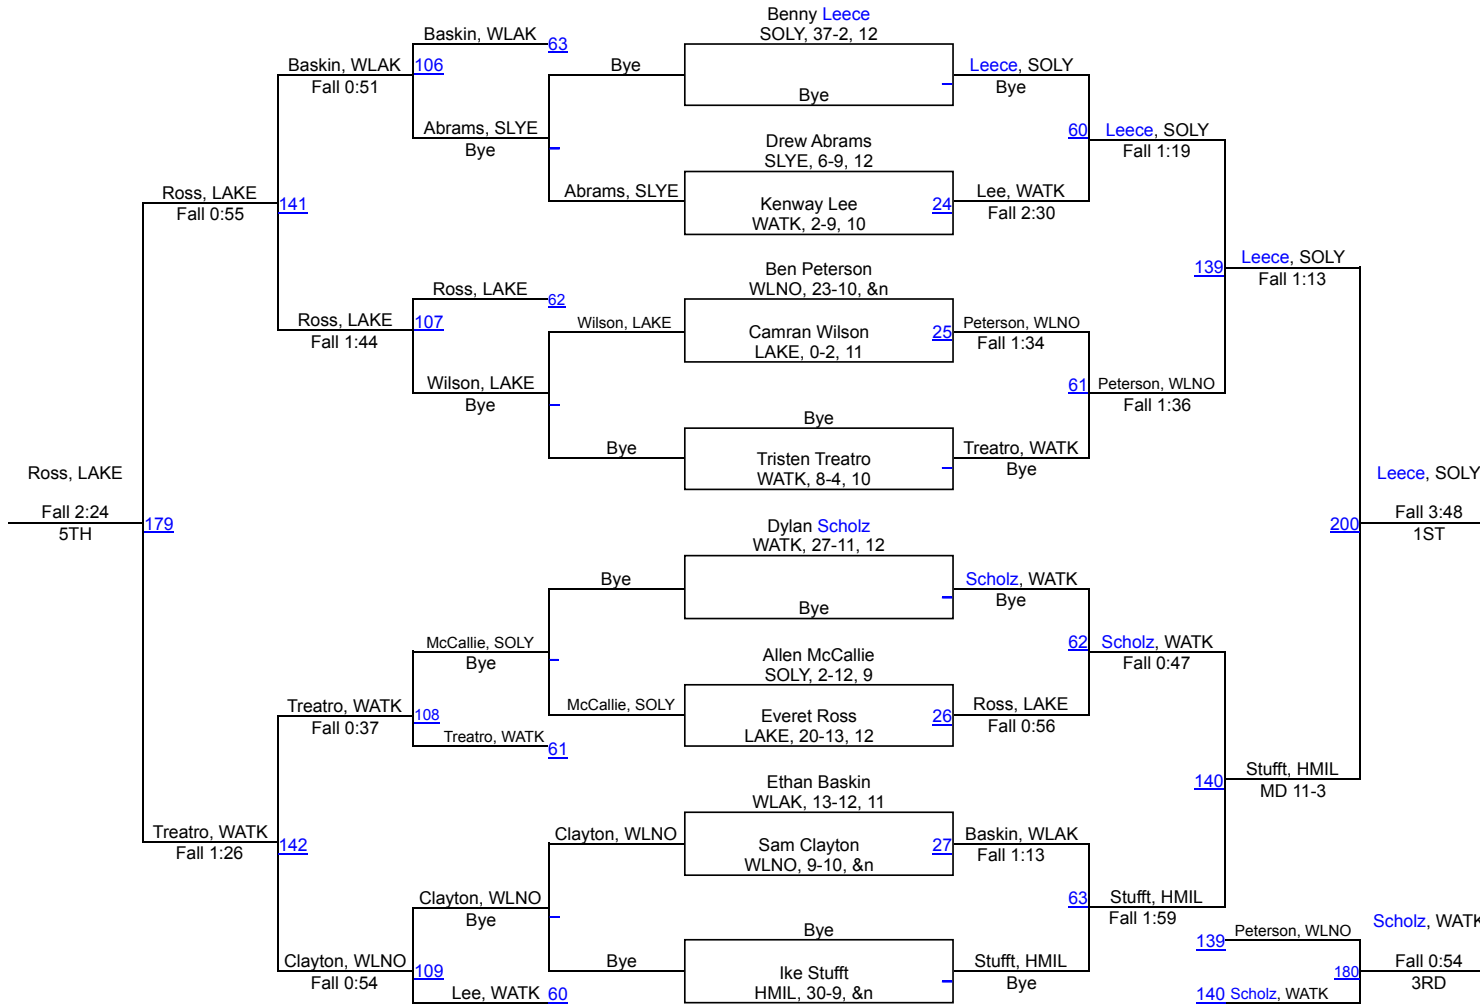 Benny Leece
SOLY, 37-2, 12
Baskin, WLAK
63
Baskin, WLAK
106
Bye
Leece, SOLY
Fall 0:51
Bye
Bye
Abrams, SLYE
Drew Abrams
60
Leece, SOLY
Bye
SLYE, 6-9, 12
Fall 1:19
Ross, LAKE
Abrams, SLYE
Kenway Lee
24
Lee, WATK
Fall 0:55
141
WATK, 2-9, 10
Fall 2:30
Ben Peterson
139
Leece, SOLY
Ross, LAKE
62
WLNO, 23-10, &n
Fall 1:13
Ross, LAKE
107
Wilson, LAKE
Camran Wilson
25
Peterson, WLNO
Fall 1:44
LAKE, 0-2, 11
Fall 1:34
Wilson, LAKE
61
Peterson, WLNO
Bye
Bye
Fall 1:36
Bye
Tristen Treatro
Treatro, WATK
Ross, LAKE
WATK, 8-4, 10
Bye
Leece, SOLY
Fall 2:24
179
Dylan Scholz
200
Fall 3:48
5TH
WATK, 27-11, 12
1ST
Bye
Scholz, WATK
Bye
Bye
McCallie, SOLY
Allen McCallie
62
Scholz, WATK
Bye
SOLY, 2-12, 9
Fall 0:47
Treatro, WATK
108
McCallie, SOLY
Everet Ross
26
Ross, LAKE
Fall 0:37
Treatro, WATK
61
LAKE, 20-13, 12
Fall 0:56
Ethan Baskin
140
Stufft, HMIL
WLAK, 13-12, 11
MD 11-3
Treatro, WATK
142
Clayton, WLNO
Sam Clayton
27
Baskin, WLAK
Fall 1:26
WLNO, 9-10, &n
Fall 1:13
Clayton, WLNO
63
Stufft, HMIL
Bye
Bye
Fall 1:59
139
Peterson, WLNO
Scholz, WATK
Clayton, WLNO
109
Bye
Ike Stufft
Stufft, HMIL
180
Fall 0:54
Fall 0:54
Lee, WATK
60
HMIL, 30-9, &n
Bye
140
Scholz, WATK
3RD